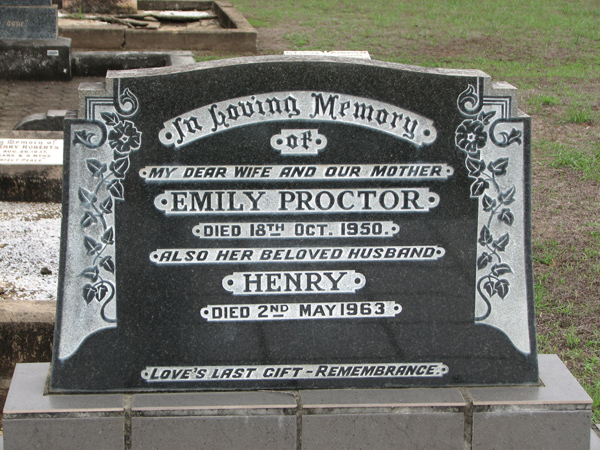 In Loving Memory
of
MY DEAR WIFE AND OUR MOTHER
EMILY PROCTOR
DIED 18TH OCT. 1950.
ALSO HER BELOVED HUSBAND
HENRY
DIED 2ND MAY 1963
LOVE'S LAST GIFT - REMEMBRANCE.